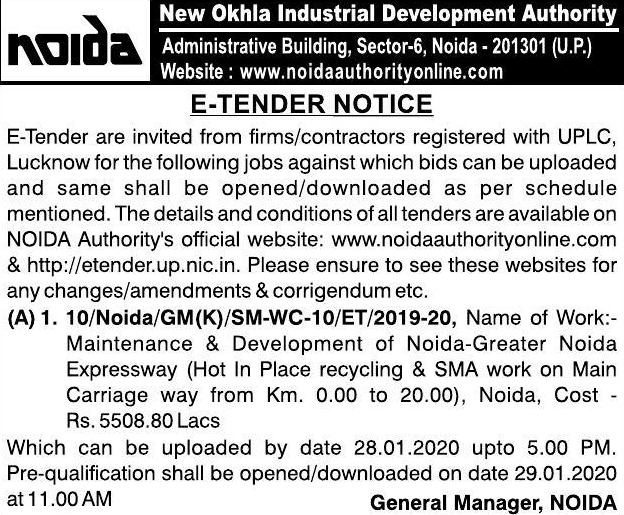 noida
New Okhla Industrial Development Authority
Administrative Building, Sector-6, Noida - 201301 (U.P.)
Website : www.noidaauthorityonline.com
E-TENDER NOTICE
E-Tender are invited from firms/contractors registered with UPLC,
Lucknow for the following jobs against which bids can be uploaded
and same shall be opened/downloaded as per schedule
mentioned. The details and conditions of all tenders are available on
NOIDA Authority's official website: www.noidaauthorityonline.com
& http://etender.up.nic.in. Please ensure to see these websites for
any changes/amendments & corrigendum etc.
(A) 1. 10/Noida/GM(K)/SM-WC-10/ET/2019-20, Name of Work:-
Maintenance & Development of Noida-Greater Noida
Expressway (Hot In Place recycling & SMA work on Main
Carriage way from Km. 0.00 to 20.00), Noida, Cost -
Rs. 5508.80 Lacs
Which can be uploaded by date 28.01.2020 upto 5.00 PM.
Pre-qualification shall be opened/downloaded on date 29.01.2020
at 11.00 AM
General Manager, NOIDA